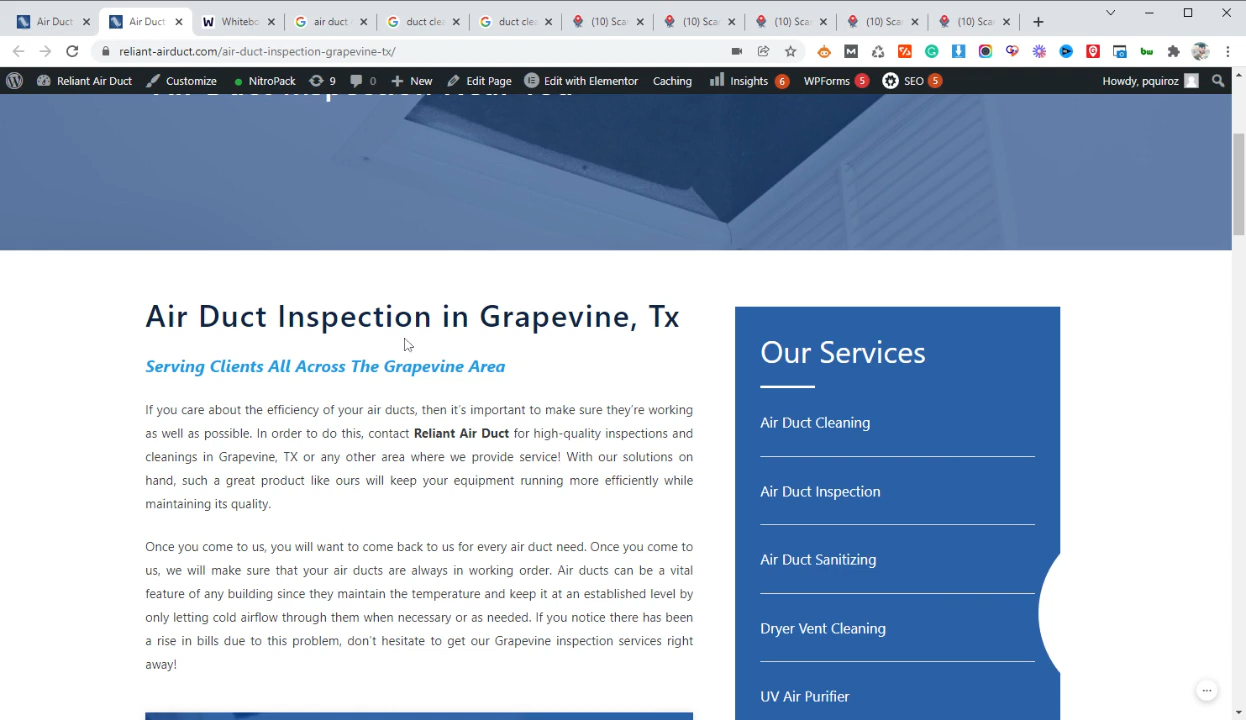 Air Duct
Air Duct
Whitebo
air duct
duct cle
duct cle
(10) Sca
(10) Sca
(10) Sca
(10) Sca
(10) Sca
reliant-airduct.com/air-duct-inspection-grapevine-tx/
Reliant Air Duct Customize NitroPack 9 0 New Edit Page Edit with Elementor Caching Insights 6 WPForms 5 SEO 5 Howdy, pquiroz
Air Duct Inspection in Grapevine, Tx
Serving Clients All Across The Grapevine Area
If you care about the efficiency of your air ducts, then it's important to make sure they're working
as well as possible. In order to do this, contact Reliant Air Duct for high-quality inspections and
cleanings in Grapevine, TX or any other area where we provide service! With our solutions on
hand, such a great product like ours will keep your equipment running more efficiently while
maintaining its quality.
Once you come to us, you will want to come back to us for every air duct need. Once you come to
us, we will make sure that your air ducts are always in working order. Air ducts can be a vital
feature of any building since they maintain the temperature and keep it at an established level by
only letting cold airflow through them when necessary or as needed. If you notice there has been
a rise in bills due to this problem, don't hesitate to get our Grapevine inspection services right
away!
Our Services
Air Duct Cleaning
Air Duct Inspection
Air Duct Sanitizing
Dryer Vent Cleaning
UV Air Purifier